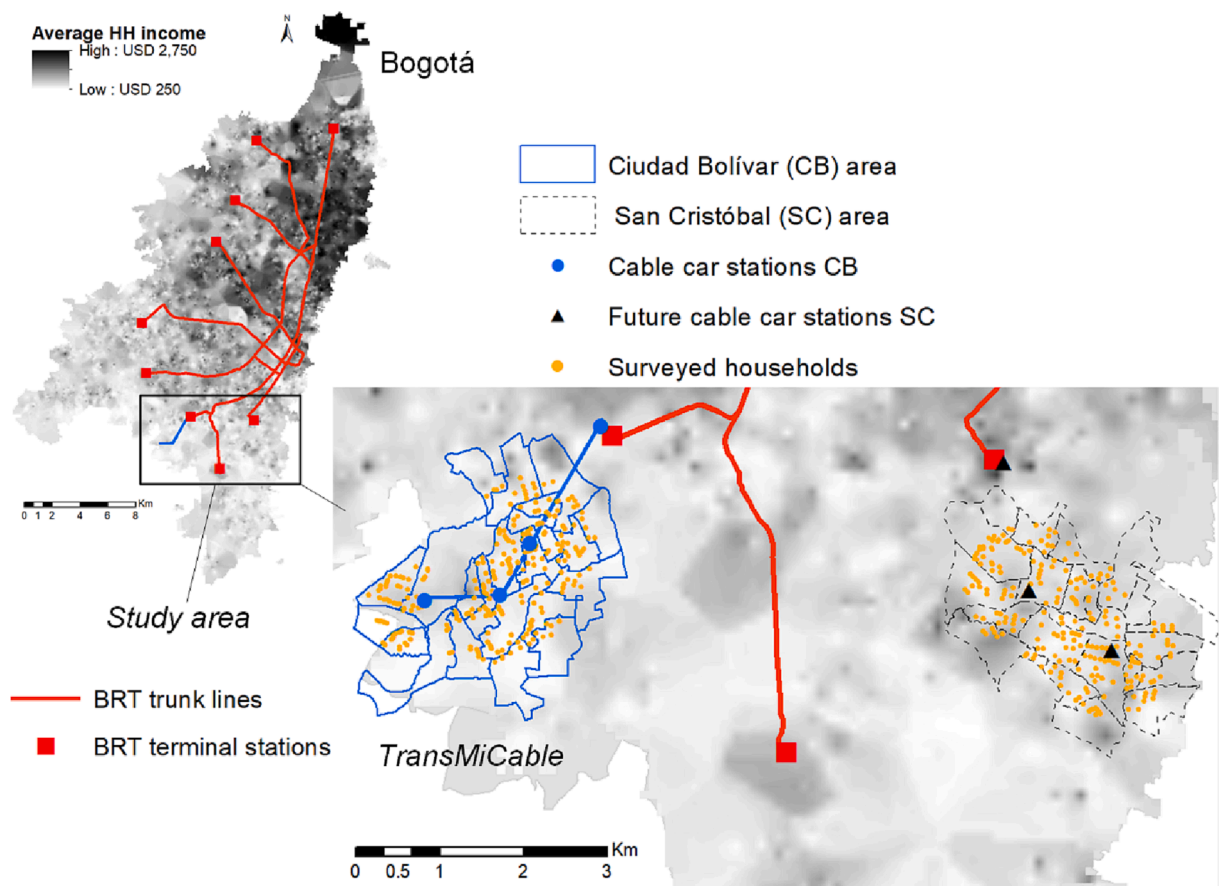 Average HH income
High : USD 2,750
Low : USD 250
N
Bogotá
Ciudad Bolívar (CB) area
San Cristóbal (SC) area
Cable car stations CB
Future cable car stations SC
Surveyed households
0 1 2 4 6 8 Km
Study area
BRT trunk lines
BRT terminal stations
TransMiCable
0 0.5 1 2 3 Km